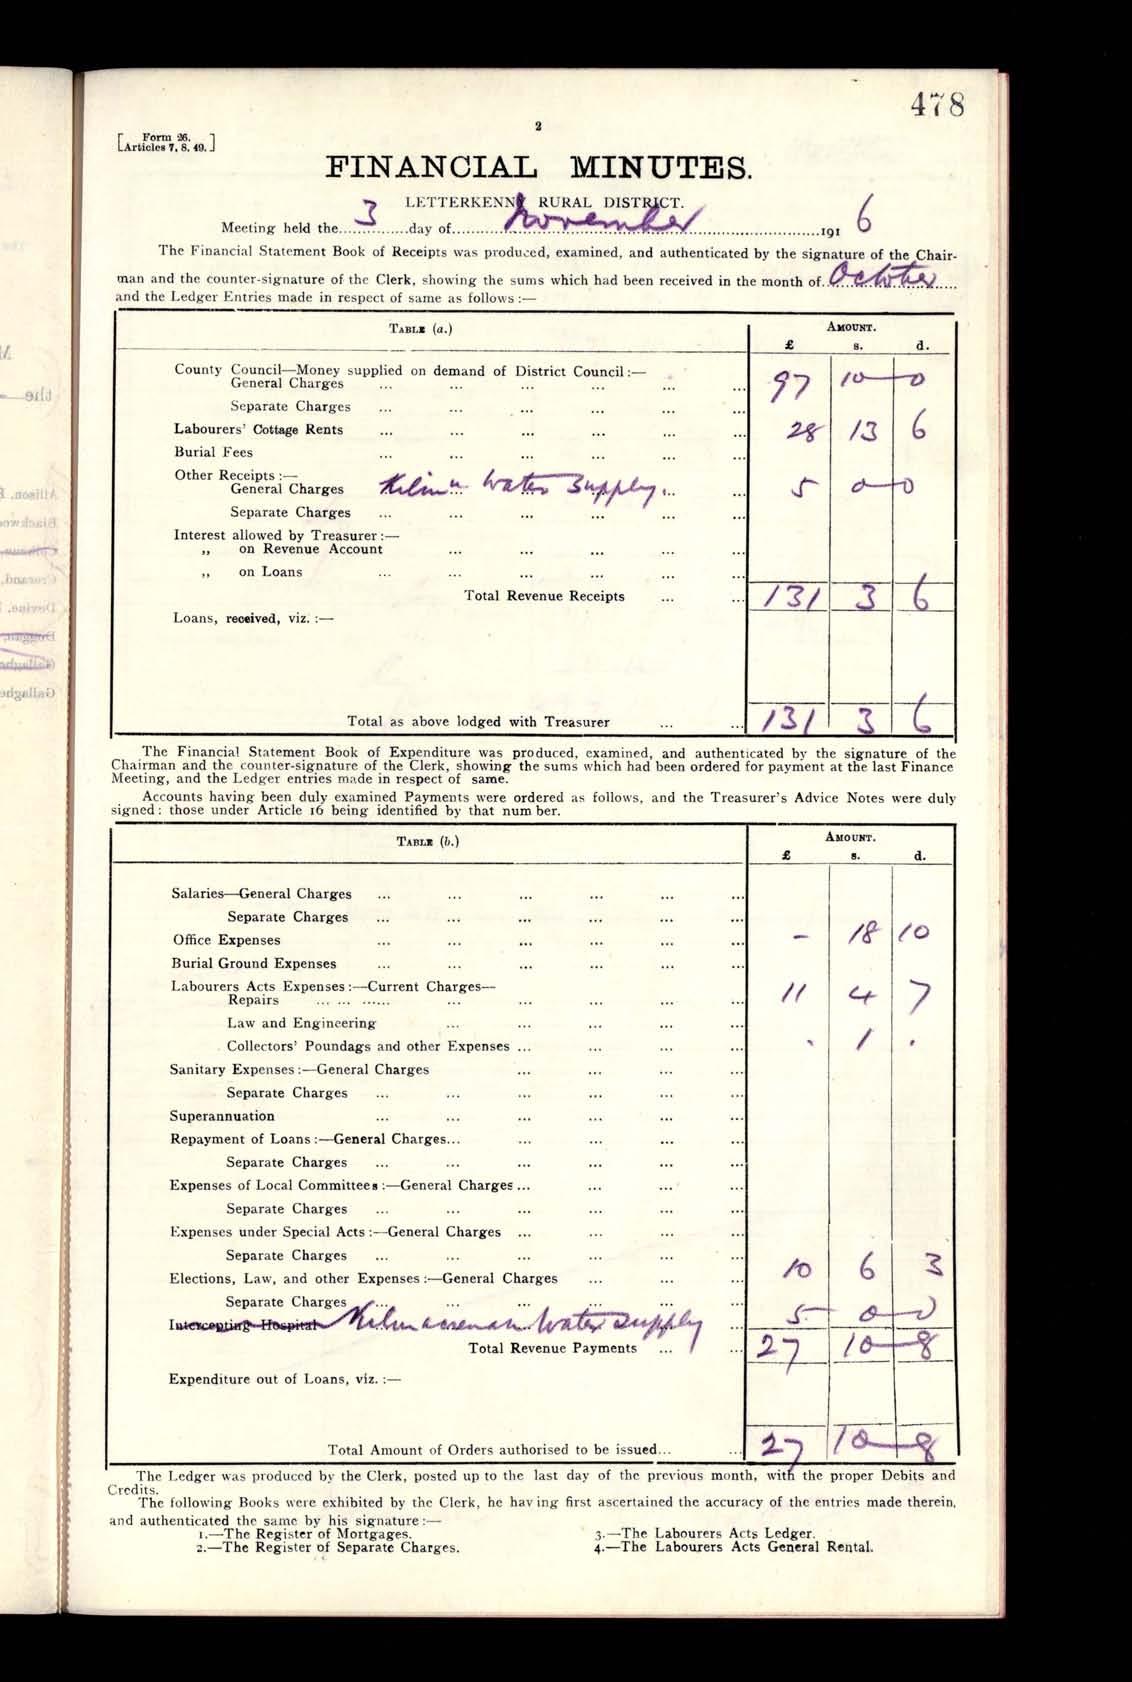 478
2
[Form 26.
Articles 7, 8, 49.]
FINANCIAL MINUTES.
LETTERKENNY RURAL DISTRICT.
Meeting held the 3 day of November 1916
The Financial Statement Book of Receipts was produced, examined, and authenticated by the signature of the Chair-
man and the counter-signature of the Clerk, showing the sums which had been received in the month of October
and the Ledger Entries made in respect of same as follows :—
TABLE (a.) AMOUNT.
£ s. d.
County Council—Money supplied on demand of District Council :—
General Charges ... ... ... ... ... ... 97 10 0
Separate Charges ... ... ... ... ... ...
Labourers' Cottage Rents ... ... ... ... ... ... 28 13 6
Burial Fees ... ... ... ... ... ...
Other Receipts :—
General Charges Water Supply ... ... 5 0 0
Separate Charges ... ... ... ... ... ...
Interest allowed by Treasurer :—
„ on Revenue Account ... ... ... ... ...
„ on Loans ... ... ... ... ... ...
Total Revenue Receipts ... ... 131 3 6
Loans, received, viz. :—
Total as above lodged with Treasurer ... ... 131 3 6
The Financial Statement Book of Expenditure was produced, examined, and authenticated by the signature of the
Chairman and the counter-signature of the Clerk, showing the sums which had been ordered for payment at the last Finance
Meeting, and the Ledger entries made in respect of same.
Accounts having been duly examined Payments were ordered as follows, and the Treasurer's Advice Notes were duly
signed: those under Article 16 being identified by that number.
TABLE (b.) AMOUNT.
£ s. d.
Salaries—General Charges ... ... ... ... ... ...
Separate Charges ... ... ... ... ... ...
Office Expenses ... ... ... ... ... ... – 18 10
Burial Ground Expenses ... ... ... ... ... ...
Labourers Acts Expenses :—Current Charges—
Repairs ... ... ...... ... ... ... ... ... 11 4 7
Law and Engineering ... ... ... ... ...
Collectors' Poundags and other Expenses ... ... ... ... . 1 .
Sanitary Expenses :—General Charges ... ... ... ...
Separate Charges ... ... ... ... ... ...
Superannuation ... ... ... ... ... ...
Repayment of Loans :—General Charges... ... ... ... ...
Separate Charges ... ... ... ... ... ...
Expenses of Local Committees :—General Charges ... ... ... ...
Separate Charges ... ... ... ... ... ...
Expenses under Special Acts :—General Charges ... ... ... ...
Separate Charges ... ... ... ... ... ...
Elections, Law, and other Expenses :—General Charges ... ... ... 10 6 3
Separate Charges ... ... ... ... ... ...
Intercepting Hospital Kilmacrenan Water Supply ... 5 0 0
Total Revenue Payments ... ... 27 10 8
Expenditure out of Loans, viz. :—
Total Amount of Orders authorised to be issued... ... 27 10 8
The Ledger was produced by the Clerk, posted up to the last day of the previous month, with the proper Debits and
Credits.
The following Books were exhibited by the Clerk, he having first ascertained the accuracy of the entries made therein,
and authenticated the same by his signature :—
1.—The Register of Mortgages. 3.—The Labourers Acts Ledger.
2.—The Register of Separate Charges. 4.—The Labourers Acts General Rental.